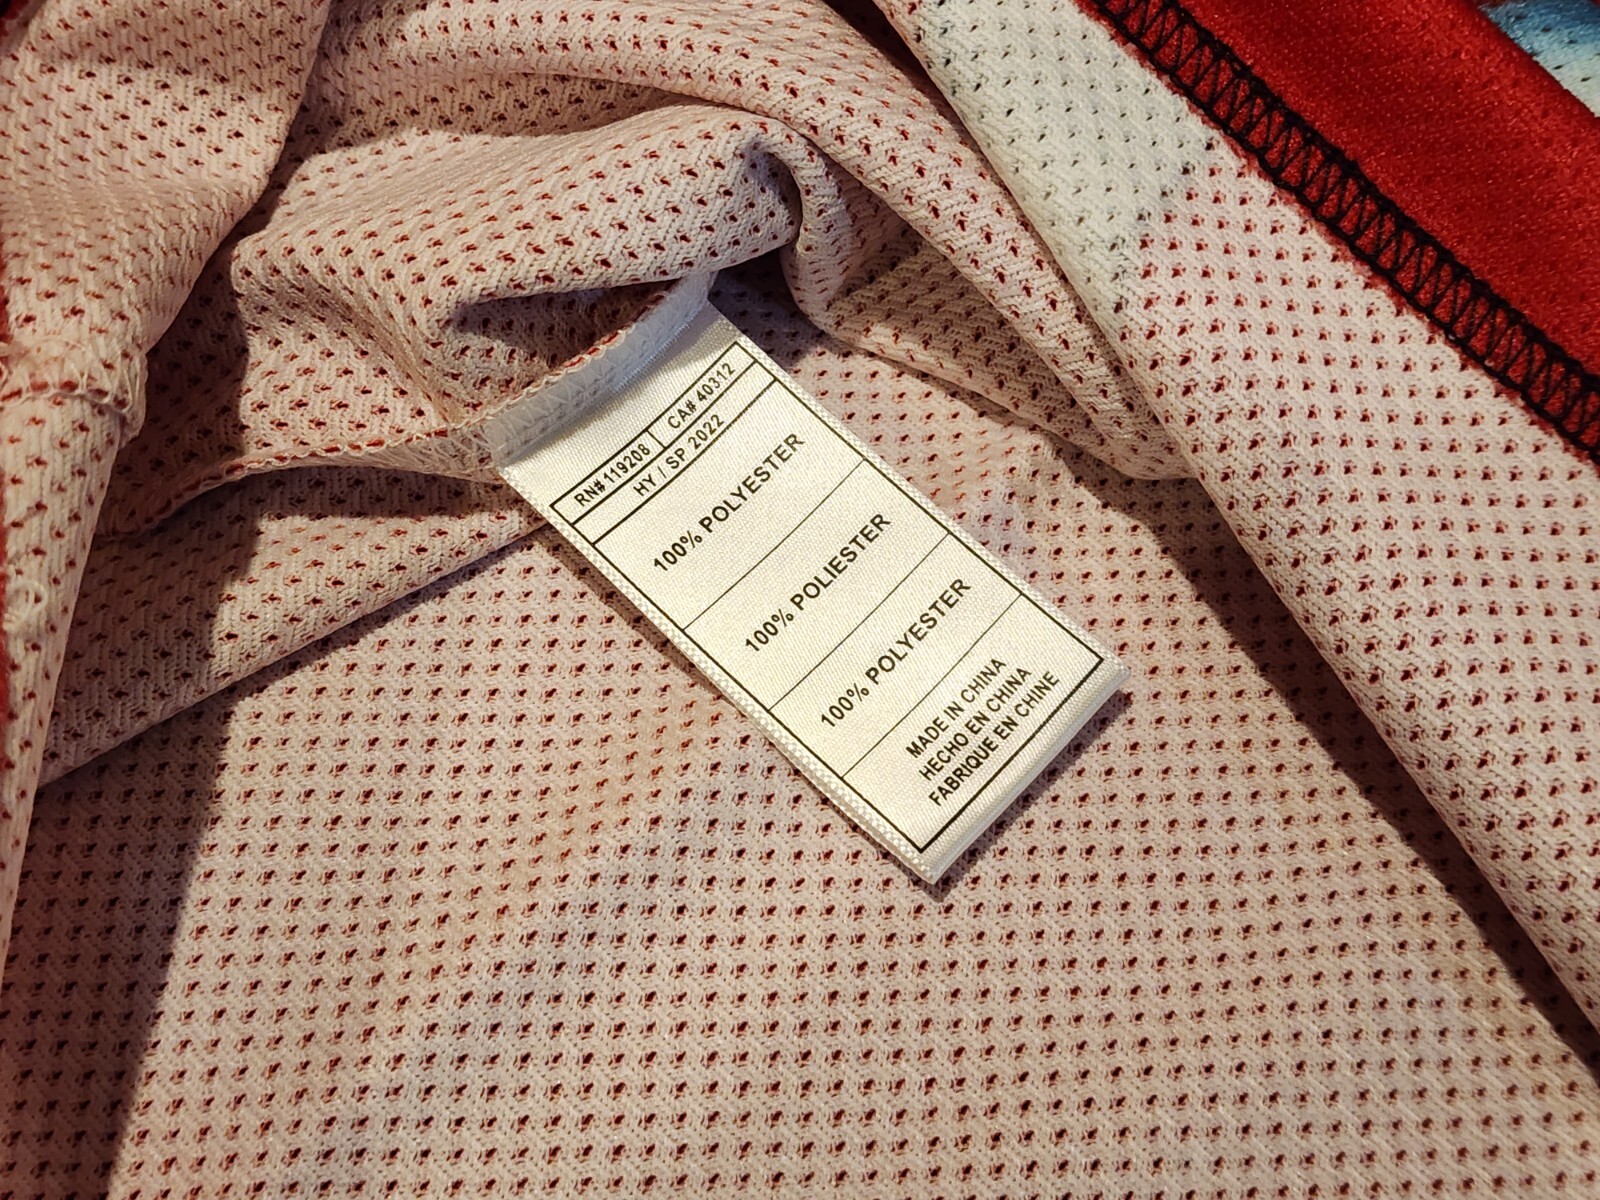 RN# 119208 CA# 40312
HY / SP 2022
100% POLYESTER
100% POLIESTER
100% POLYESTER
MADE IN CHINA
HECHO EN CHINA
FABRIQUE EN CHINE